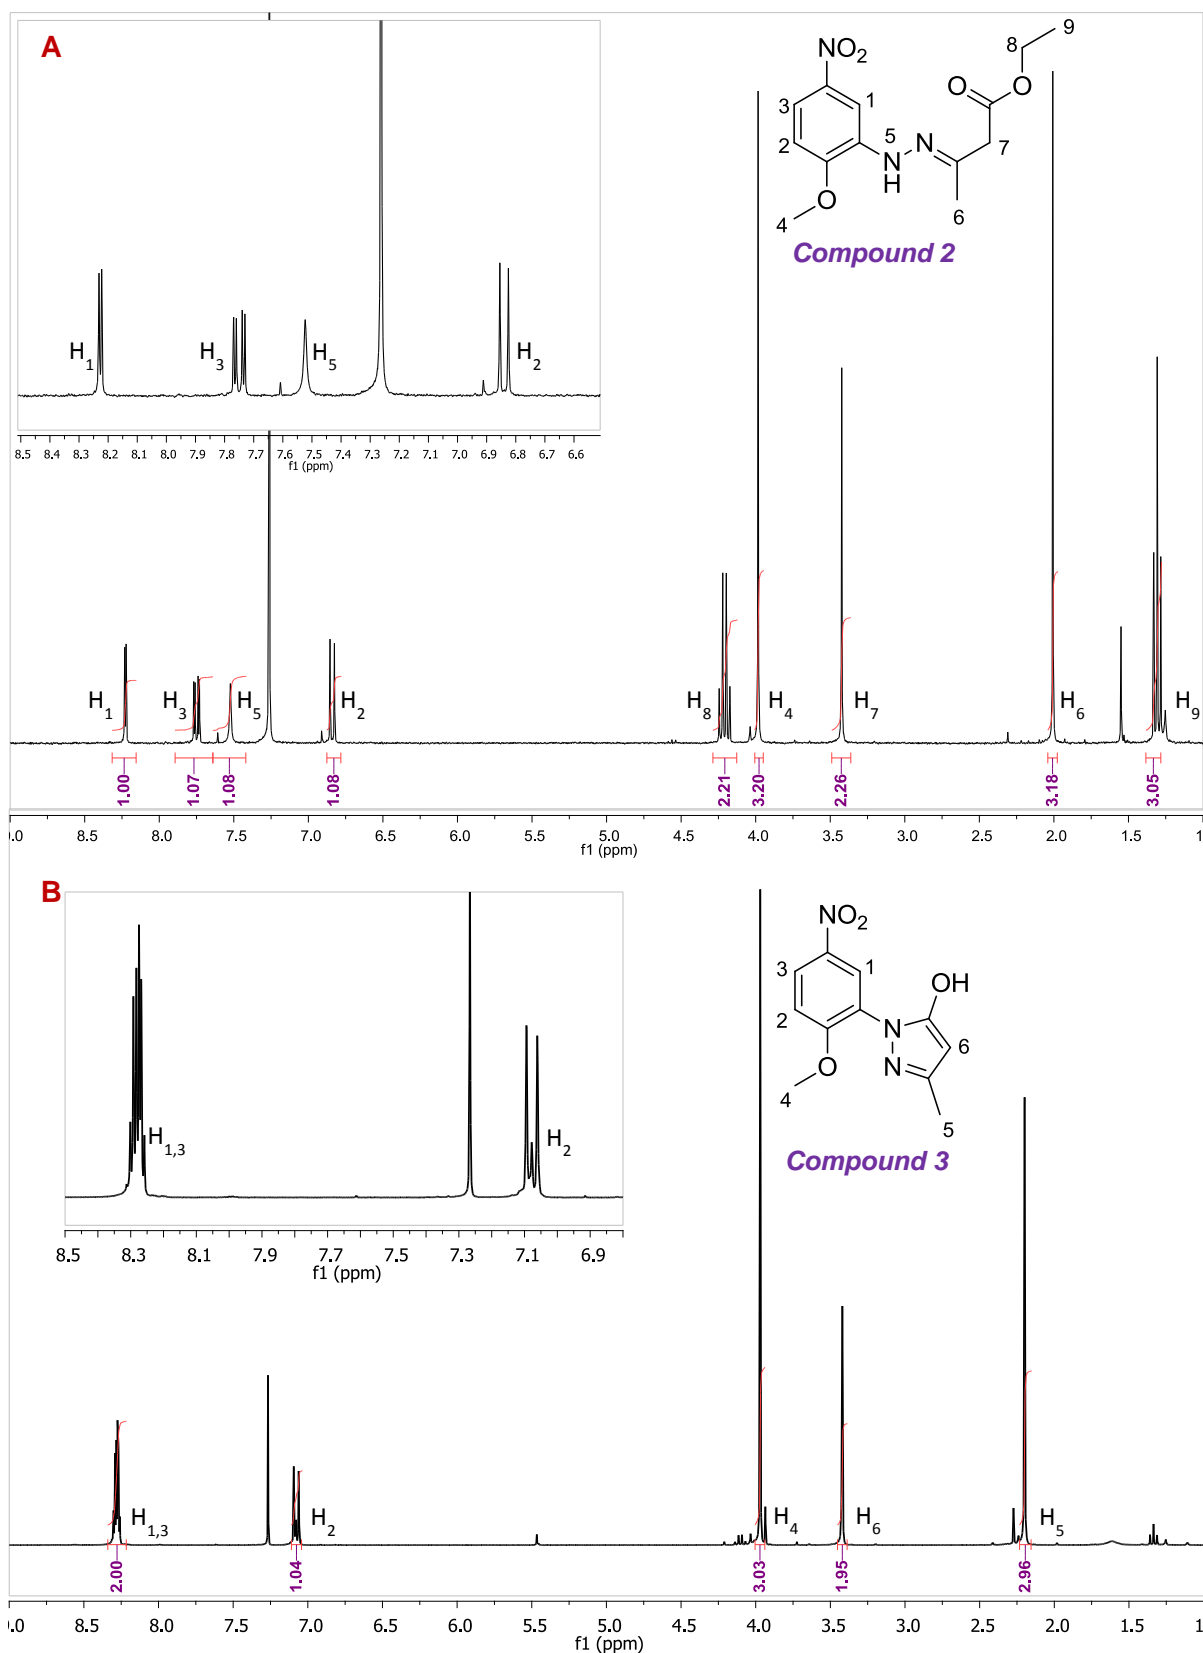 A
NO₂
3
1
2
5
N
H
N
O
O
8
9
7
6
O
4
Compound 2
H₁
H₃
H₅
H₂
8.5 8.4 8.3 8.2 8.1 8.0 7.9 7.8 7.7 7.6 7.5 7.4 7.3 7.2 7.1 7.0 6.9 6.8 6.7 6.6
f1 (ppm)
H₁ H₃ H₅ H₂ H₈ H₄ H₇ H₆ H₉
1.00 1.07 1.08 1.08 2.21 3.20 2.26 3.18 3.05
.0 8.5 8.0 7.5 7.0 6.5 6.0 5.5 5.0 4.5 4.0 3.5 3.0 2.5 2.0 1.5 1
f1 (ppm)
B
NO₂
3
1
2
OH
N
6
N
O
4
5
Compound 3
H₁,₃
H₂
8.5 8.3 8.1 7.9 7.7 7.5 7.3 7.1 6.9
f1 (ppm)
H₁,₃ H₂ H₄ H₆ H₅
2.00 1.04 3.03 1.95 2.96
.0 8.5 8.0 7.5 7.0 6.5 6.0 5.5 5.0 4.5 4.0 3.5 3.0 2.5 2.0 1.5 1
f1 (ppm)